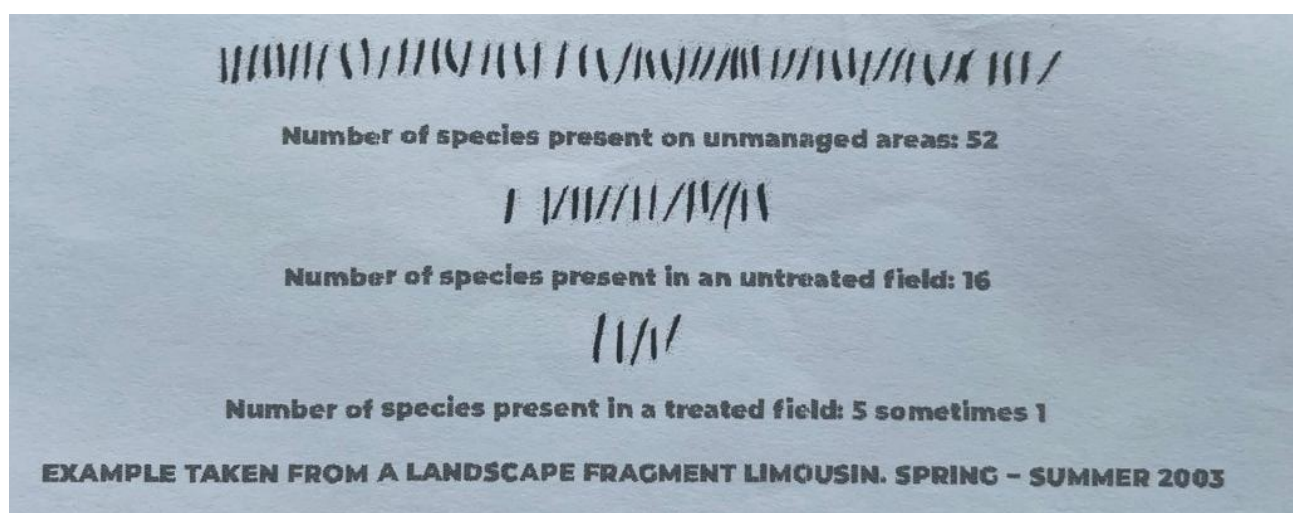 Number of species present on unmanaged areas: 52
Number of species present in an untreated field: 16
Number of species present in a treated field: 5 sometimes 1
EXAMPLE TAKEN FROM A LANDSCAPE FRAGMENT LIMOUSIN. SPRING – SUMMER 2003